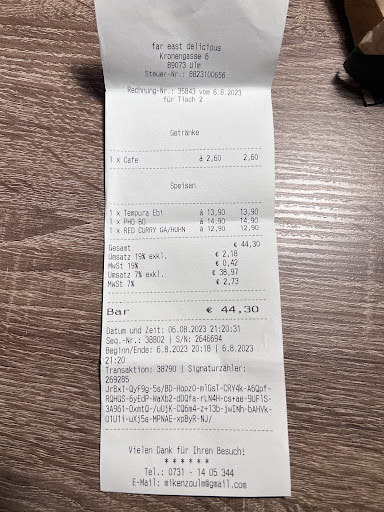 far east delicious
Kronengasse 6
89073 Ulm
Steuer-Nr.: 8823100656
Rechnung-Nr.: 35843 vom 6.8.2023
für Tisch 2
Getränke
1 x Cafe à 2,60 2,60
Speisen
1 x Tempura Ebi à 13,90 13,90
1 x PHO BO à 14,90 14,90
1 x RED CURRY GA/HUHN à 12,90 12,90
Gesamt € 44,30
Umsatz 19% exkl. € 2,18
MwSt 19% € 0,42
Umsatz 7% exkl. € 38,97
MwSt 7% € 2,73
Bar € 44,30
Datum und Zeit: 06.08.2023 21:20:31
Seq.-Nr.: 38802 | S/N: 2646694
Beginn/Ende: 6.8.2023 20:18 | 6.8.2023
21:20
Transaktion: 38790 | Signaturzähler:
269285
Vielen Dank für Ihren Besuch!
* * * * * *
Tel.: 0731 - 14 05 344
E-Mail: mikenzoulm@gmail.com